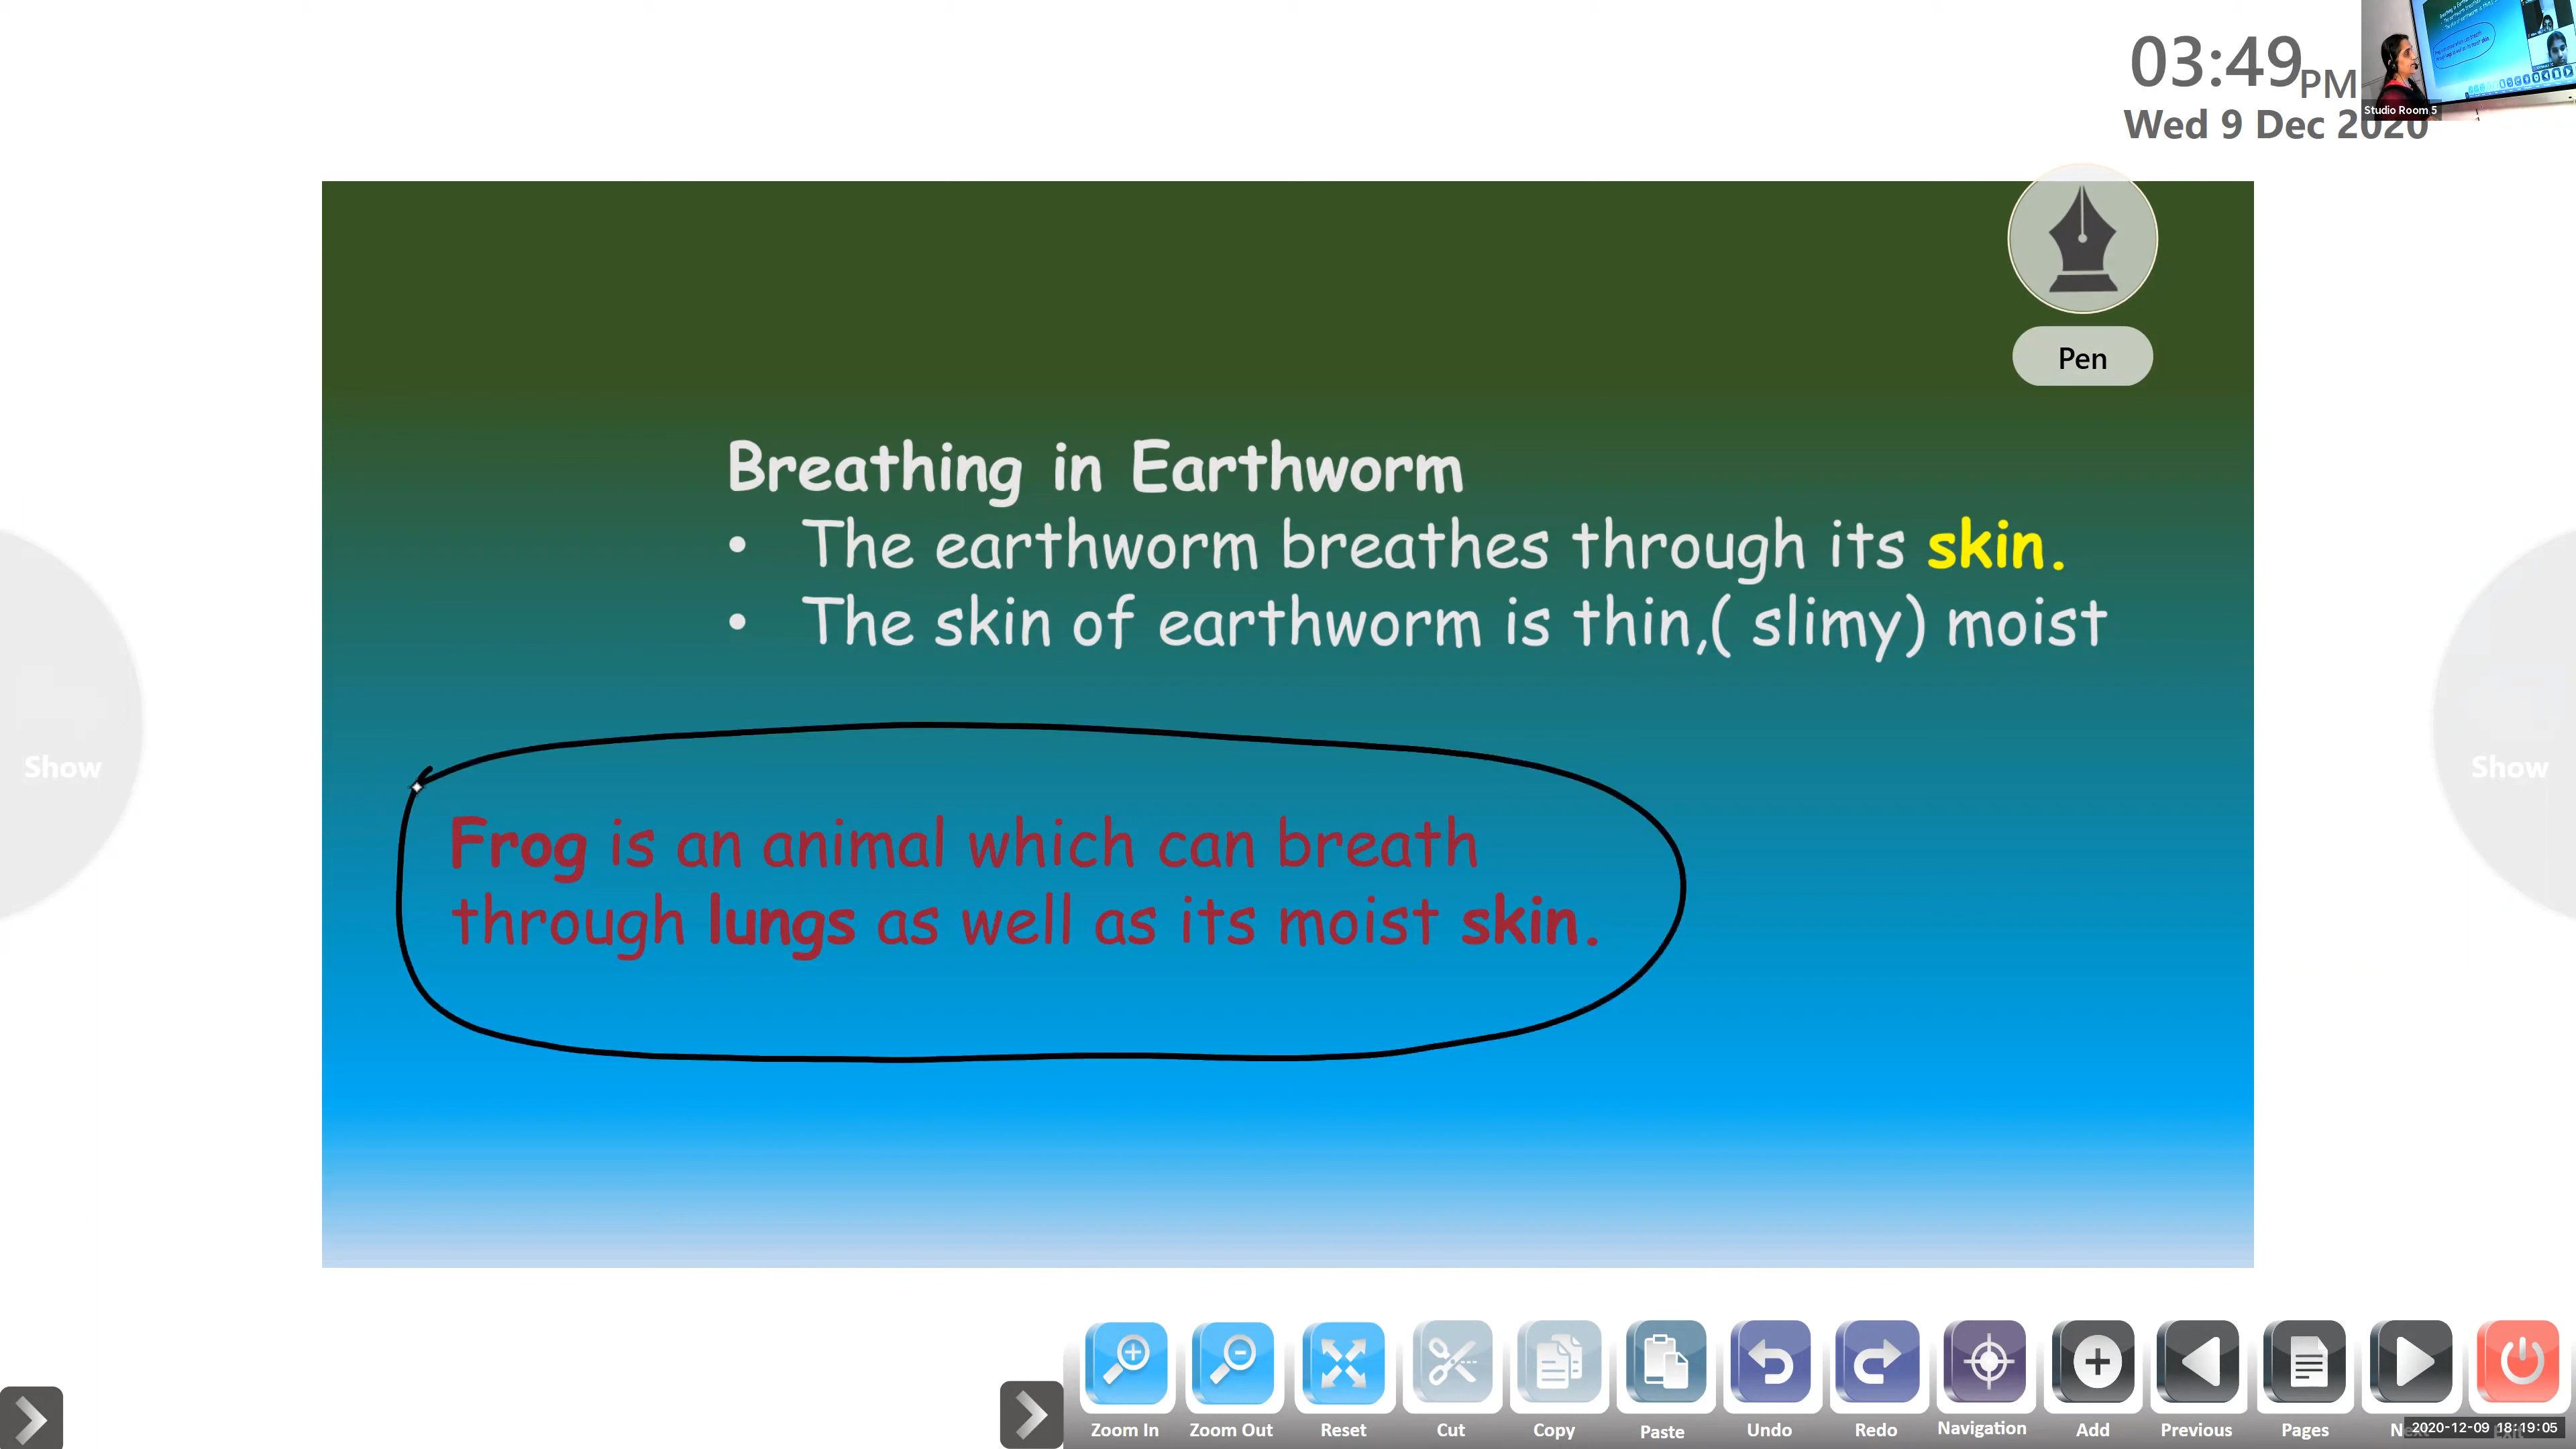 03:49PM
Wed 9 Dec 2020
Studio Room 5
Pen
Breathing in Earthworm
• The earthworm breathes through its skin.
• The skin of earthworm is thin,( slimy) moist
Show
Show
Frog is an animal which can breath
through lungs as well as its moist skin.
Zoom In Zoom Out Reset Cut Copy Paste Undo Redo Navigation Add Previous Pages
2020-12-09 18:19:05